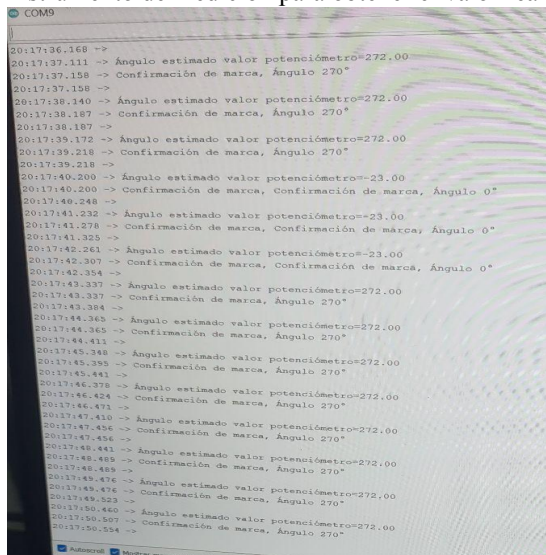 COM9
20:17:36.168 ->
20:17:37.111 -> Ángulo estimado valor potenciómetro=272.00
20:17:37.158 -> Confirmación de marca, Ángulo 270°
20:17:37.158 ->
20:17:38.140 -> Ángulo estimado valor potenciómetro=272.00
20:17:38.187 -> Confirmación de marca, Ángulo 270°
20:17:38.187 ->
20:17:39.172 -> Ángulo estimado valor potenciómetro=272.00
20:17:39.218 -> Confirmación de marca, Ángulo 270°
20:17:39.218 ->
20:17:40.200 -> Ángulo estimado valor potenciómetro=-23.00
20:17:40.200 -> Confirmación de marca, Confirmación de marca, Ángulo 0°
20:17:40.248 ->
20:17:41.232 -> Ángulo estimado valor potenciómetro=-23.00
20:17:41.278 -> Confirmación de marca, Confirmación de marca, Ángulo 0°
20:17:41.325 ->
20:17:42.261 -> Ángulo estimado valor potenciómetro=-23.00
20:17:42.307 -> Confirmación de marca, Confirmación de marca, Ángulo 0°
20:17:42.354 ->
20:17:43.337 -> Ángulo estimado valor potenciómetro=272.00
20:17:43.337 -> Confirmación de marca, Ángulo 270°
20:17:43.384 ->
20:17:44.365 -> Ángulo estimado valor potenciómetro=272.00
20:17:44.365 -> Confirmación de marca, Ángulo 270°
20:17:44.411 ->
20:17:45.348 -> Ángulo estimado valor potenciómetro=272.00
20:17:45.395 -> Confirmación de marca, Ángulo 270°
20:17:45.441 ->
20:17:46.378 -> Ángulo estimado valor potenciómetro=272.00
20:17:46.424 -> Confirmación de marca, Ángulo 270°
20:17:46.471 ->
20:17:47.410 -> Ángulo estimado valor potenciómetro=272.00
20:17:47.456 -> Confirmación de marca, Ángulo 270°
20:17:47.456 ->
20:17:48.441 -> Ángulo estimado valor potenciómetro=272.00
20:17:48.489 -> Confirmación de marca, Ángulo 270°
20:17:48.489 ->
20:17:49.476 -> Ángulo estimado valor potenciómetro=272.00
20:17:49.476 -> Confirmación de marca, Ángulo 270°
20:17:49.523 ->
20:17:50.460 -> Ángulo estimado valor potenciómetro=272.00
20:17:50.507 -> Confirmación de marca, Ángulo 270°
20:17:50.554 ->
Autoscroll